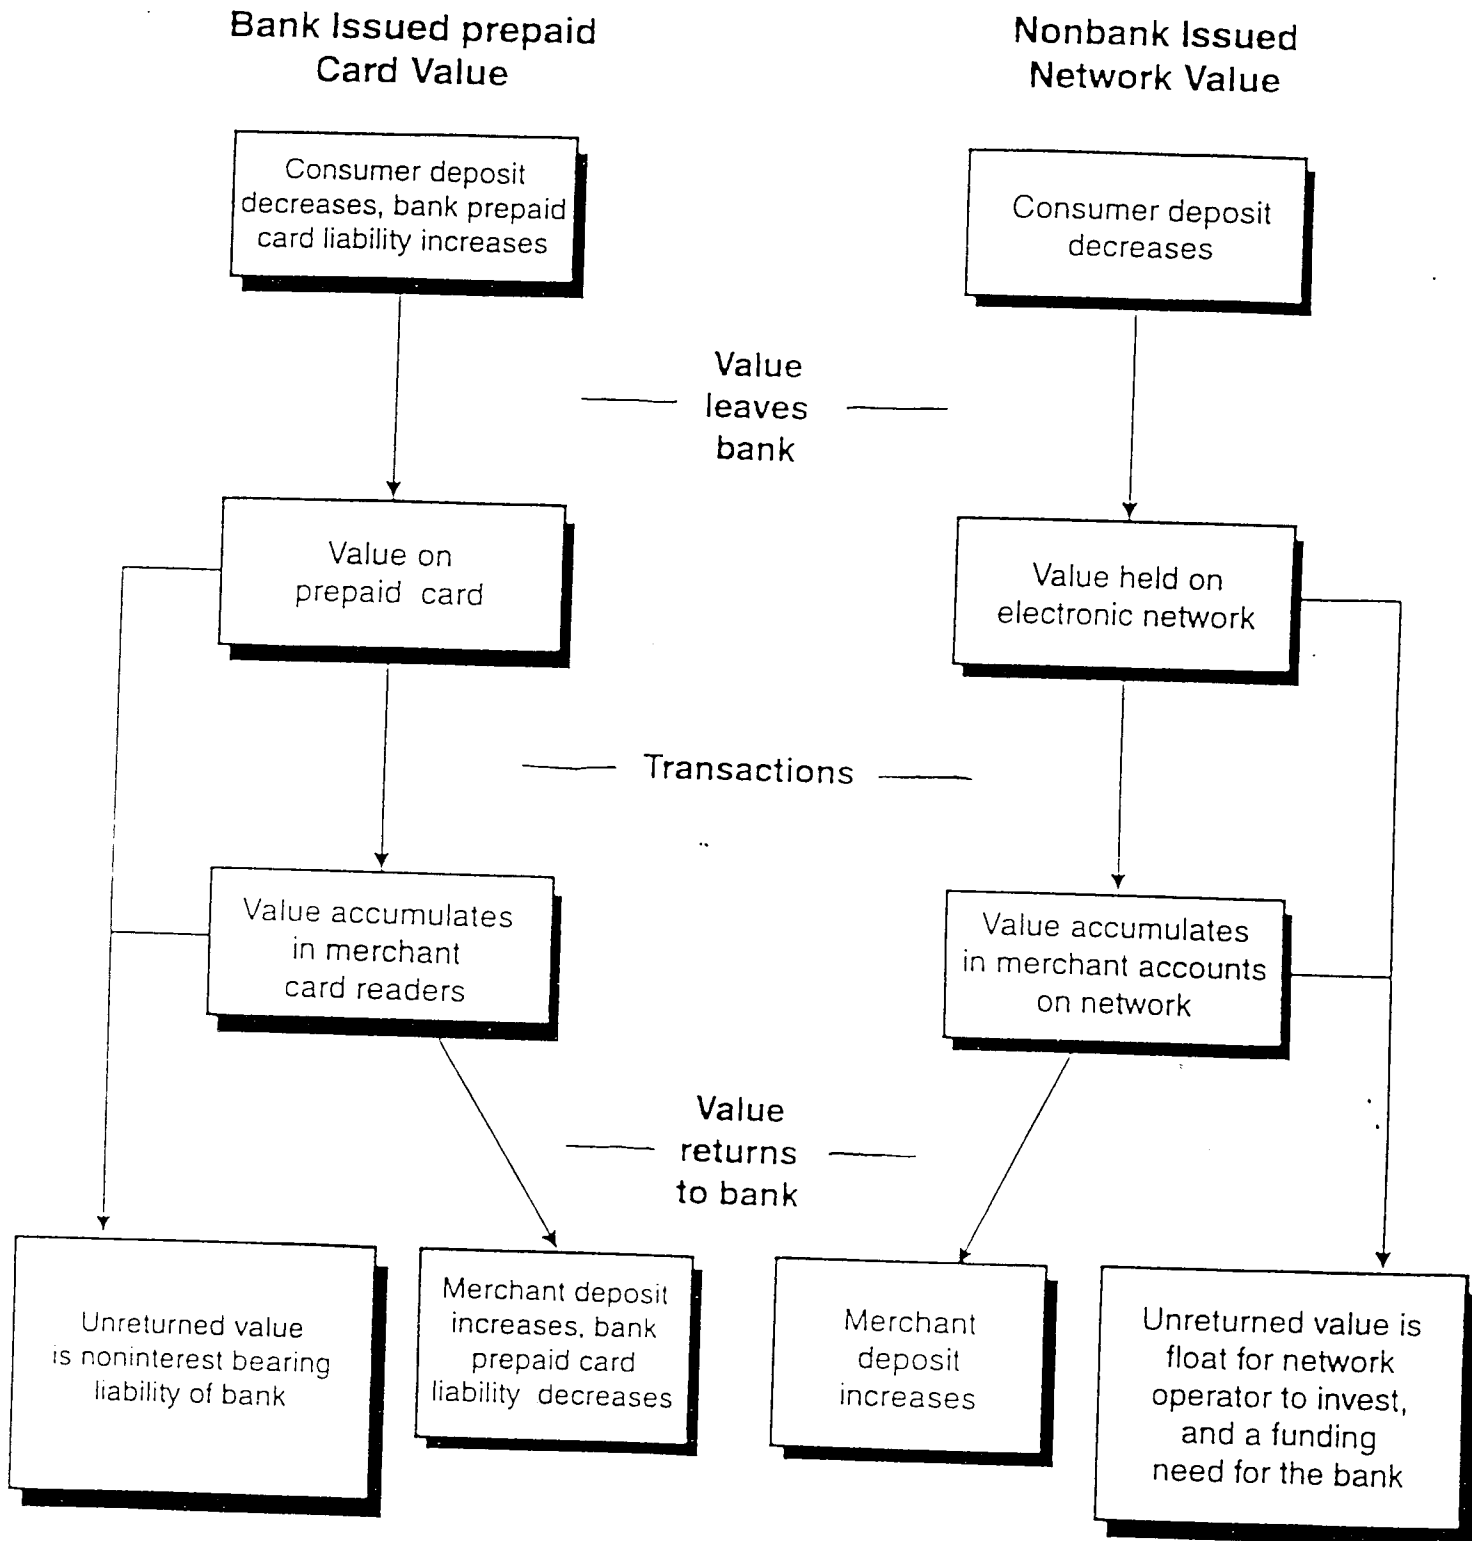 Bank Issued prepaid
Card Value
Nonbank Issued
Network Value
Consumer deposit
decreases, bank prepaid
card liability increases
Consumer deposit
decreases
Value
leaves
bank
Value on
prepaid card
Value held on
electronic network
Transactions
Value accumulates
in merchant
card readers
Value accumulates
in merchant accounts
on network
Value
returns
to bank
Unreturned value
is noninterest bearing
liability of bank
Merchant deposit
increases, bank
prepaid card
liability decreases
Merchant
deposit
increases
Unreturned value is
float for network
operator to invest,
and a funding
need for the bank